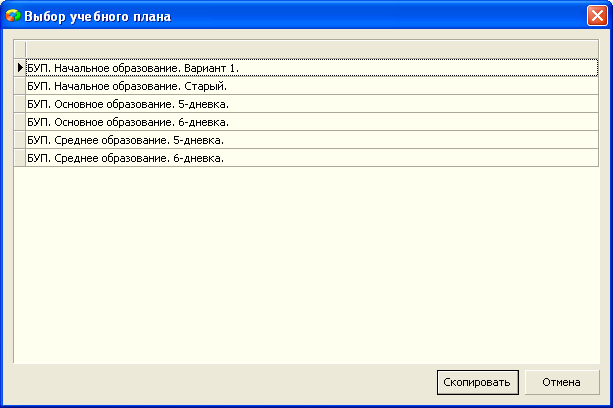 Выбор учебного плана
БУП. Начальное образование. Вариант 1.
БУП. Начальное образование. Старый.
БУП. Основное образование. 5-дневка.
БУП. Основное образование. 6-дневка.
БУП. Среднее образование. 5-дневка.
БУП. Среднее образование. 6-дневка.
Скопировать Отмена